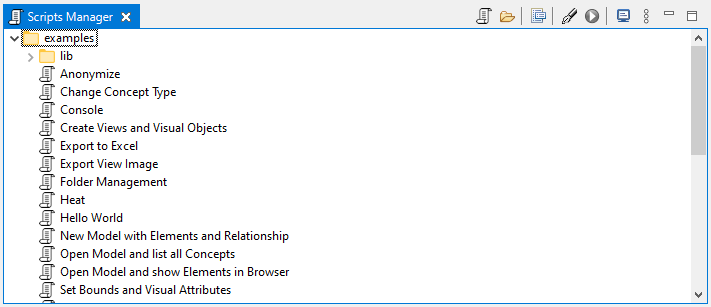 Scripts Manager
examples
lib
Anonymize
Change Concept Type
Console
Create Views and Visual Objects
Export to Excel
Export View Image
Folder Management
Heat
Hello World
New Model with Elements and Relationship
Open Model and list all Concepts
Open Model and show Elements in Browser
Set Bounds and Visual Attributes